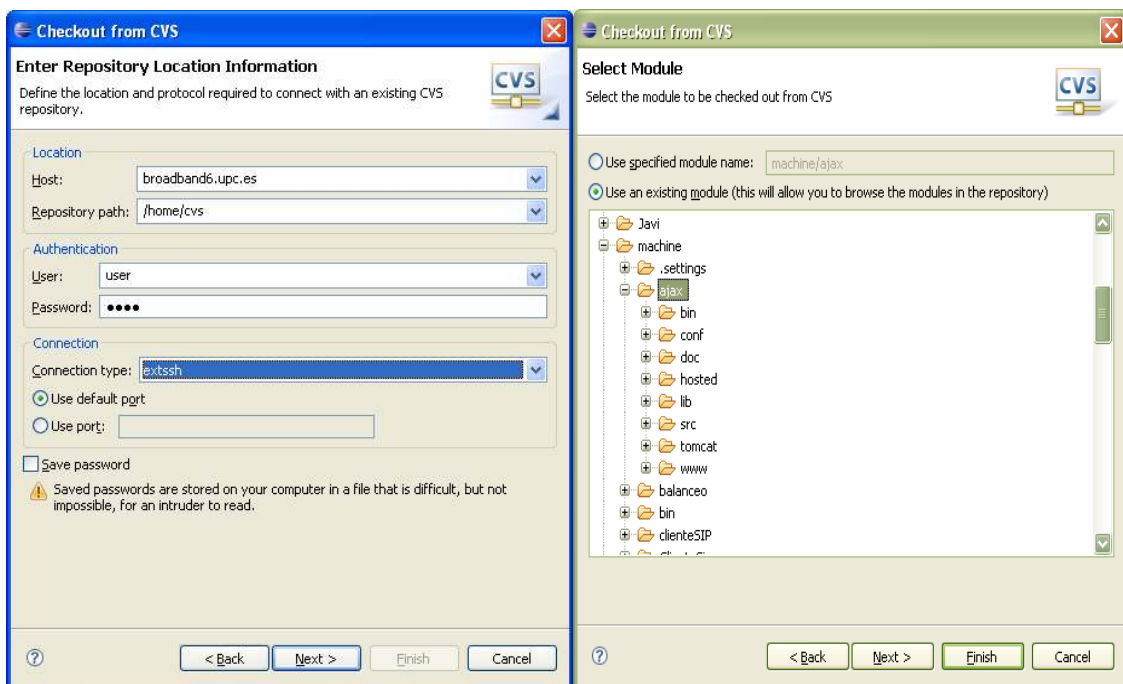 Checkout from CVS
Enter Repository Location Information
Define the location and protocol required to connect with an existing CVS
repository.
CVS
Location
Host: broadband6.upc.es
Repository path: /home/cvs
Authentication
User: user
Password: ●●●●
Connection
Connection type: extssh
Use default port
Use port:
Save password
Saved passwords are stored on your computer in a file that is difficult, but not
impossible, for an intruder to read.
? < Back Next > Finish Cancel
Checkout from CVS
Select Module
Select the module to be checked out from CVS
CVS
Use specified module name: machine/ajax
Use an existing module (this will allow you to browse the modules in the repository)
Javi
machine
.settings
ajax
bin
conf
doc
hosted
lib
src
tomcat
www
balanceo
bin
clienteSIP
? < Back Next > Finish Cancel